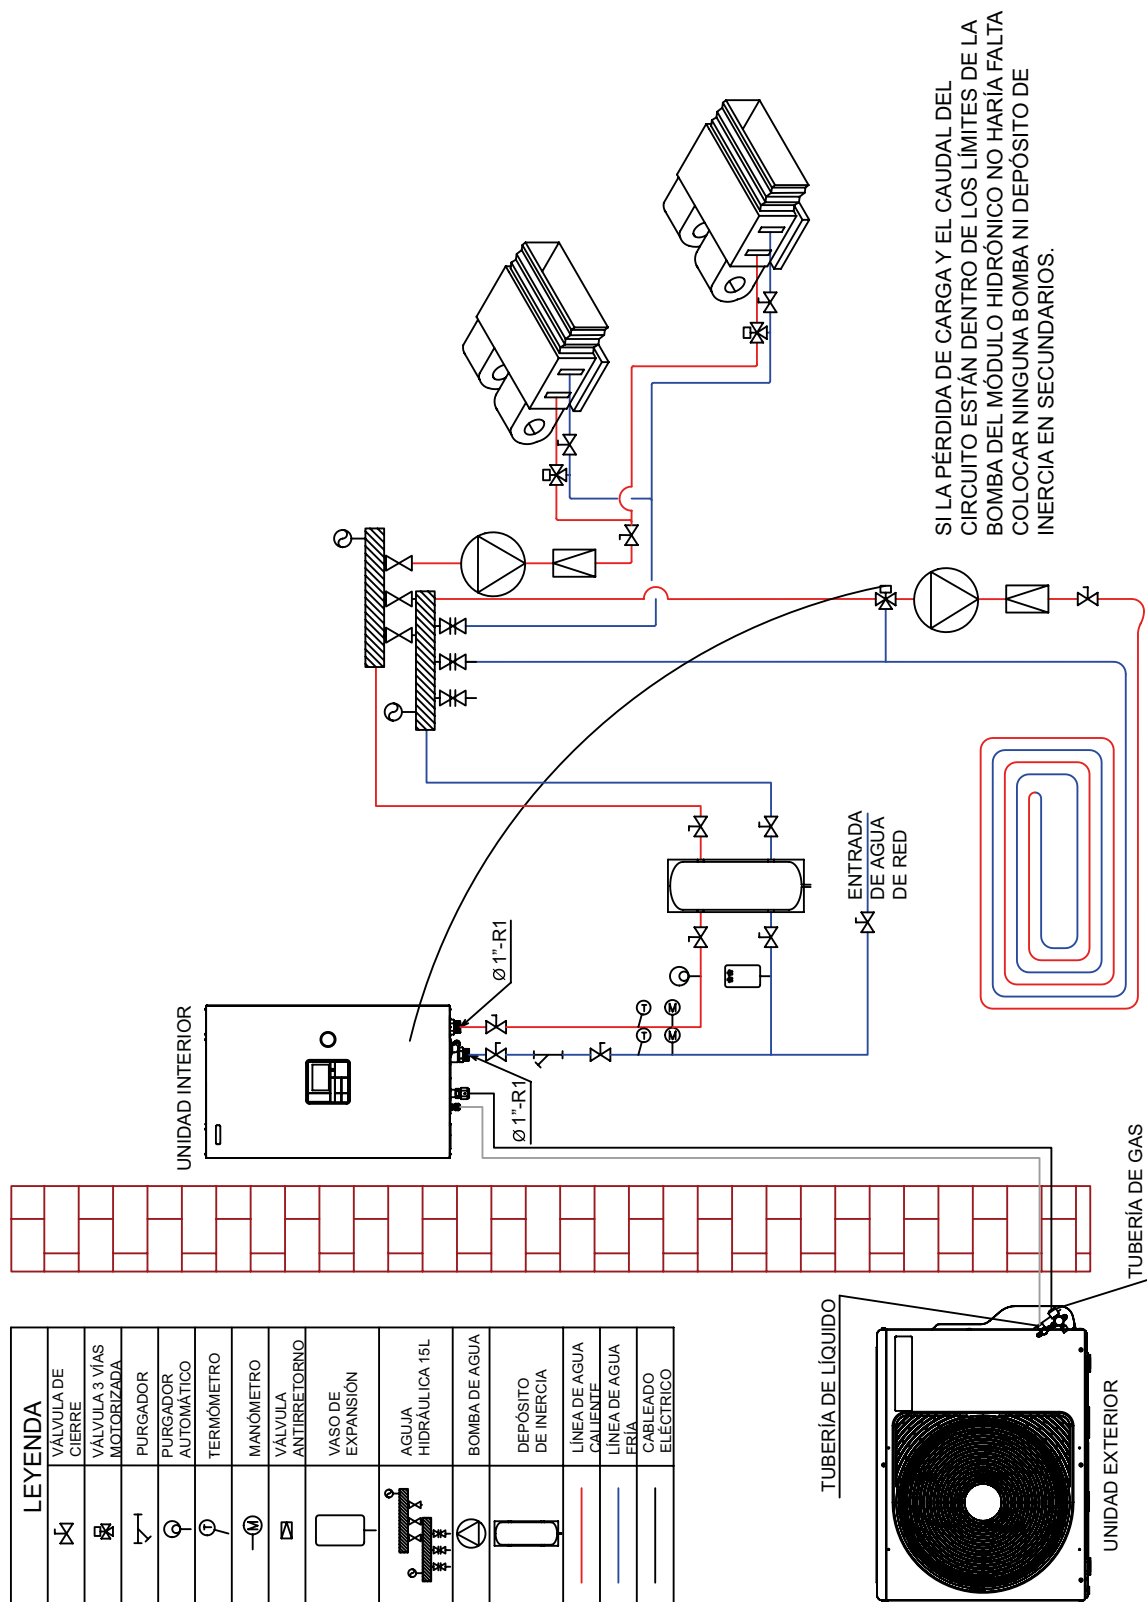 SI LA PÉRDIDA DE CARGA Y EL CAUDAL DEL
CIRCUITO ESTÁN DENTRO DE LOS LÍMITES DE LA
BOMBA DEL MÓDULO HIDRÓNICO NO HARÍA FALTA
COLOCAR NINGUNA BOMBA NI DEPÓSITO DE
INERCIA EN SECUNDARIOS.
UNIDAD INTERIOR
Ø 1"-R1
Ø 1"-R1
T
T
M
M
ENTRADA
DE AGUA
DE RED
TUBERÍA DE LÍQUIDO
TUBERÍA DE GAS
UNIDAD EXTERIOR
LEYENDA
VÁLVULA DE
CIERRE
VÁLVULA 3 VÍAS
MOTORIZADA
PURGADOR
PURGADOR
AUTOMÁTICO
T
TERMÓMETRO
M
MANÓMETRO
VÁLVULA
ANTIRRETORNO
VASO DE
EXPANSIÓN
AGUJA
HIDRÁULICA 15L
BOMBA DE AGUA
DEPÓSITO
DE INERCIA
LÍNEA DE AGUA
CALIENTE
LÍNEA DE AGUA
FRÍA
CABLEADO
ELÉCTRICO